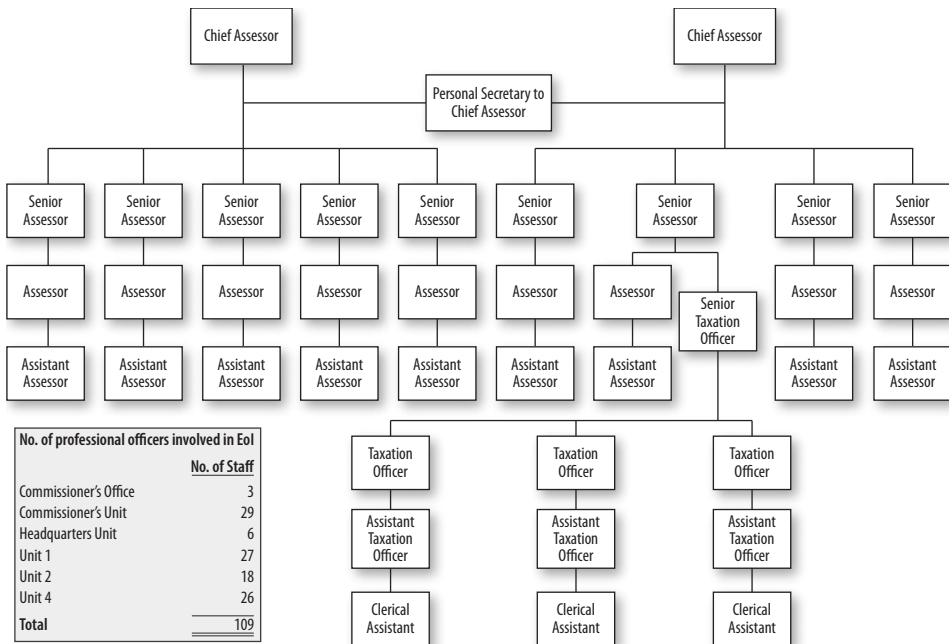 Chief Assessor
Chief Assessor
Personal Secretary to
Chief Assessor
Senior
Assessor
Senior
Assessor
Senior
Assessor
Senior
Assessor
Senior
Assessor
Senior
Assessor
Senior
Assessor
Senior
Assessor
Senior
Assessor
Assessor
Assessor
Assessor
Assessor
Assessor
Assessor
Assessor
Senior
Taxation
Officer
Assessor
Assessor
Assistant
Assessor
Assistant
Assessor
Assistant
Assessor
Assistant
Assessor
Assistant
Assessor
Assistant
Assessor
Assistant
Assessor
Assistant
Assessor
Assistant
Assessor
No. of professional officers involved in EoI
No. of Staff
Commissioner's Office 3
Commissioner's Unit 29
Headquarters Unit 6
Unit 1 27
Unit 2 18
Unit 4 26
Total 109
Taxation
Officer
Taxation
Officer
Taxation
Officer
Assistant
Taxation
Officer
Assistant
Taxation
Officer
Assistant
Taxation
Officer
Clerical
Assistant
Clerical
Assistant
Clerical
Assistant